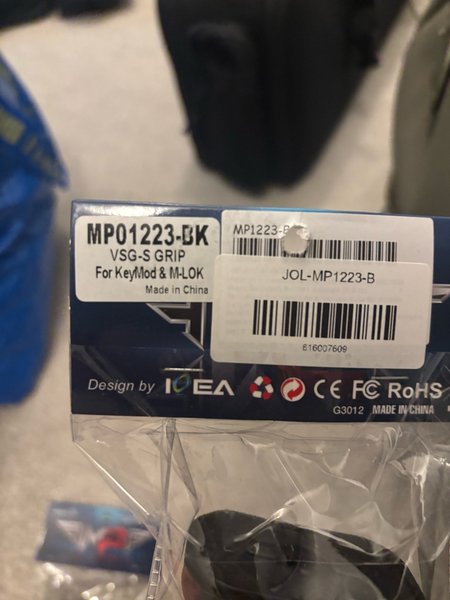 MP01223-BK
VSG-S GRIP
For KeyMod & M-LOK
Made in China
MP1223-B
JOL-MP1223-B
616007609
Design by
CE FC RoHS
G3012 MADE IN CHINA